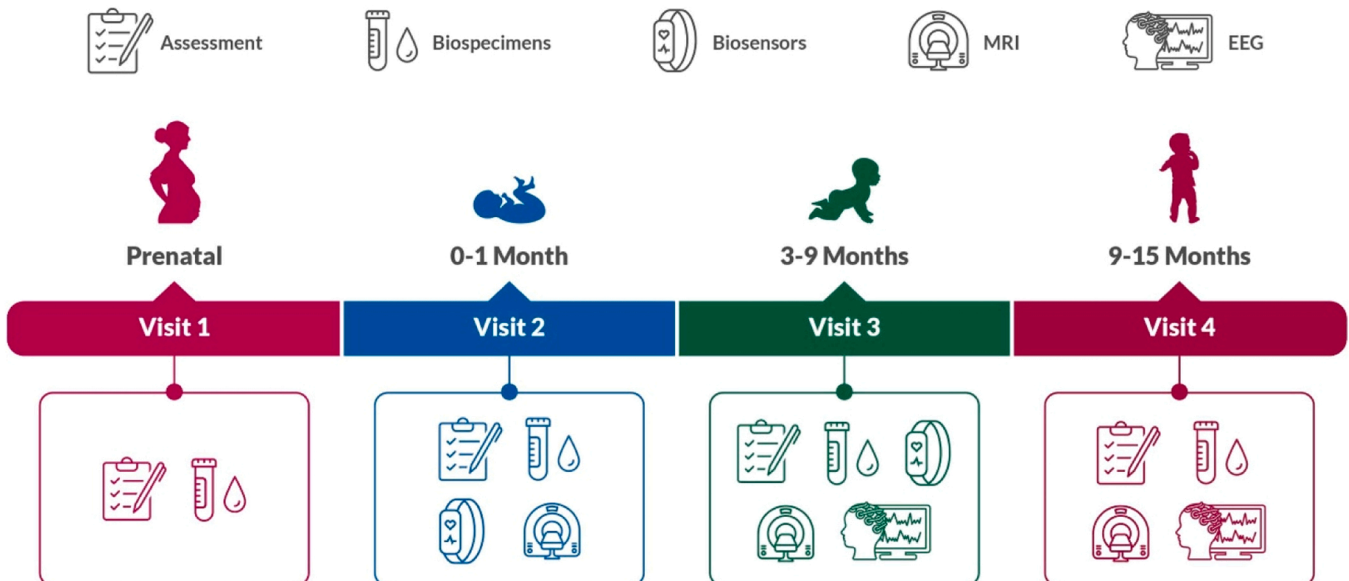 Assessment
Biospecimens
Biosensors
MRI
EEG
Prenatal
0-1 Month
3-9 Months
9-15 Months
Visit 1
Visit 2
Visit 3
Visit 4